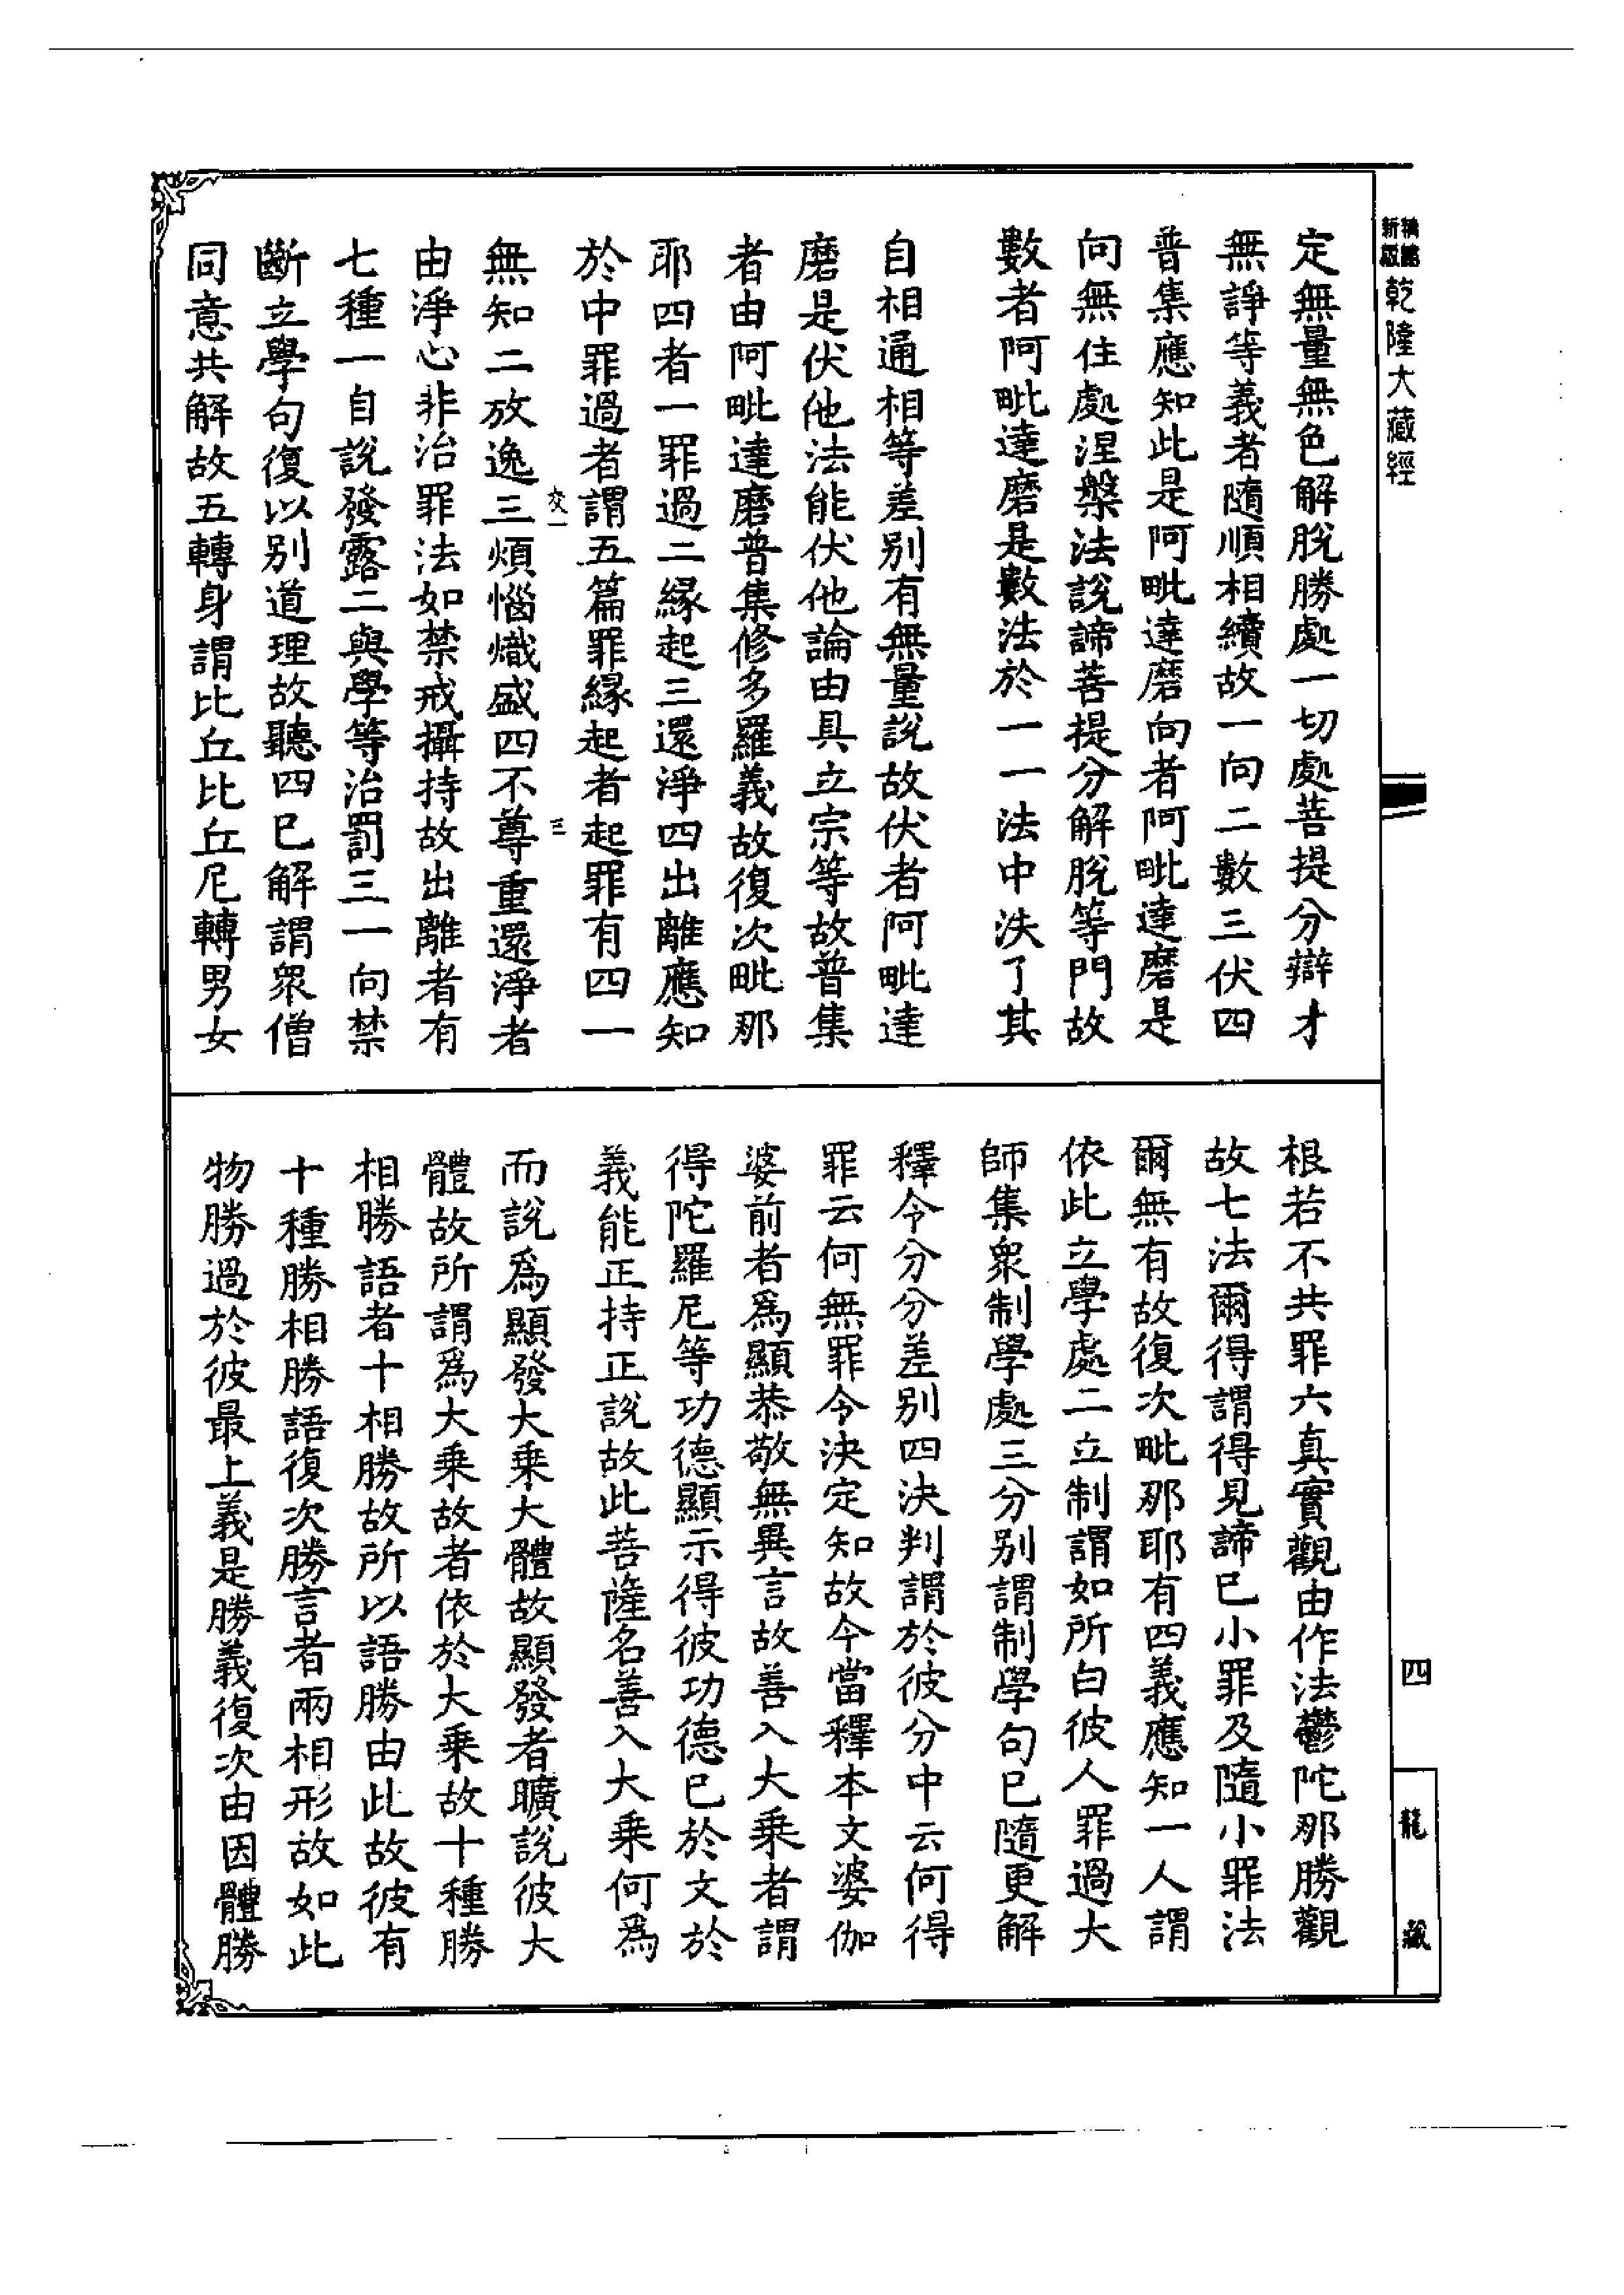 新編
縮版
乾隆大藏經
定無量無色解脫勝處一切處菩提分辯才
無諍等義者隨順相續故一向二數三伏四
普集應知此是阿毗達磨向者阿毗達磨是
向無住處涅槃法說諦菩提分解脫等門故
數者阿毗達磨是數法於一一法中決了其
自相通相等差別有無量說故伏者阿毗達
磨是伏他法能伏他論由具立宗等故普集
者由阿毗達磨普集修多羅義故復次毗那
耶四者一罪過二緣起三還淨四出離應知
於中罪過者謂五篇罪緣起者起罪有四一
交一
三
無知二放逸三煩惱熾盛四不尊重還淨者
由淨心非治罪法如禁戒攝持故出離者有
七種一自說發露二與學等治罰三一向禁
斷立學句復以別道理故聽四已解謂眾僧
同意共解故五轉身謂比丘比丘尼轉男女
根若不共罪六真實觀由作法鬱陀那勝觀
故七法爾得謂得見諦已小罪及隨小罪法
爾無有故復次毗那耶有四義應知一人謂
依此立學處二立制謂如所白彼人罪過大
師集眾制學處三分別謂制學句已隨更解
釋令分分差別四決判謂於彼分中云何得
罪云何無罪今決定知故今當釋本文婆伽
婆前者為顯恭敬無異言故善入大乘者謂
得陀羅尼等功德顯示得彼功德已於文於
義能正持正說故此菩薩名善入大乘何為
而說為顯發大乘大體故顯發者曠說彼大
體故所謂為大乘故者依於大乘故十種勝
相勝語者十相勝故所以語勝由此故彼有
十種勝相勝語復次勝言者兩相形故如此
物勝過於彼最上義是勝義復次由因體勝
四
龍藏